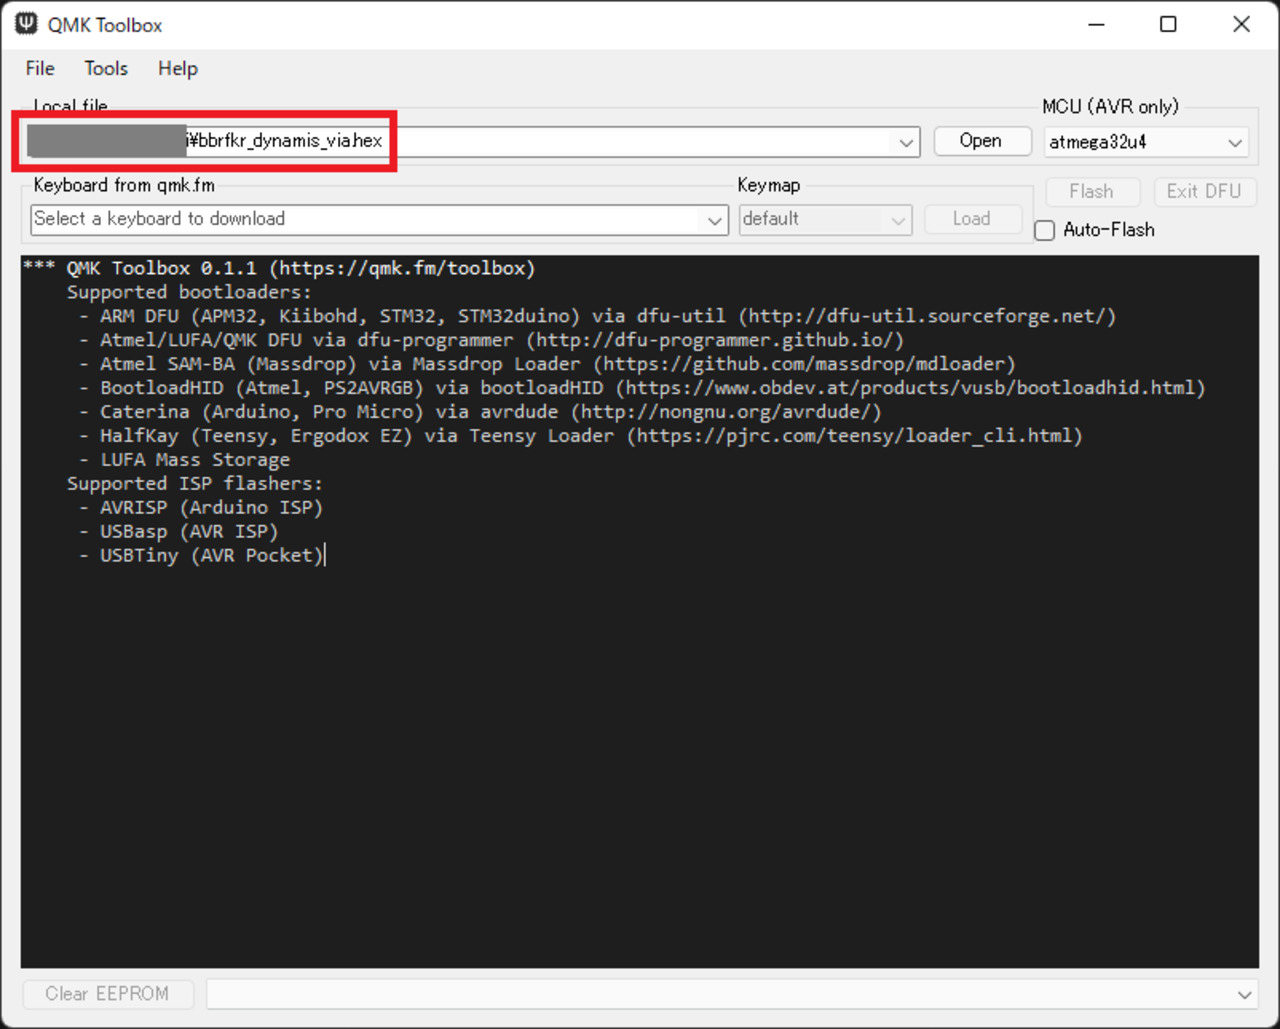 QMK Toolbox
File Tools Help
Local file MCU (AVR only)
i¥bbrfkr_dynamis_via.hex Open atmega32u4
Keyboard from qmk.fm Keymap Flash Exit DFU
Select a keyboard to download default Load Auto-Flash
*** QMK Toolbox 0.1.1 (https://qmk.fm/toolbox)
Supported bootloaders:
- ARM DFU (APM32, Kiibohd, STM32, STM32duino) via dfu-util (http://dfu-util.sourceforge.net/)
- Atmel/LUFA/QMK DFU via dfu-programmer (http://dfu-programmer.github.io/)
- Atmel SAM-BA (Massdrop) via Massdrop Loader (https://github.com/massdrop/mdloader)
- BootloadHID (Atmel, PS2AVRGB) via bootloadHID (https://www.obdev.at/products/vusb/bootloadhid.html)
- Caterina (Arduino, Pro Micro) via avrdude (http://nongnu.org/avrdude/)
- HalfKay (Teensy, Ergodox EZ) via Teensy Loader (https://pjrc.com/teensy/loader_cli.html)
- LUFA Mass Storage
Supported ISP flashers:
- AVRISP (Arduino ISP)
- USBasp (AVR ISP)
- USBTiny (AVR Pocket)
Clear EEPROM